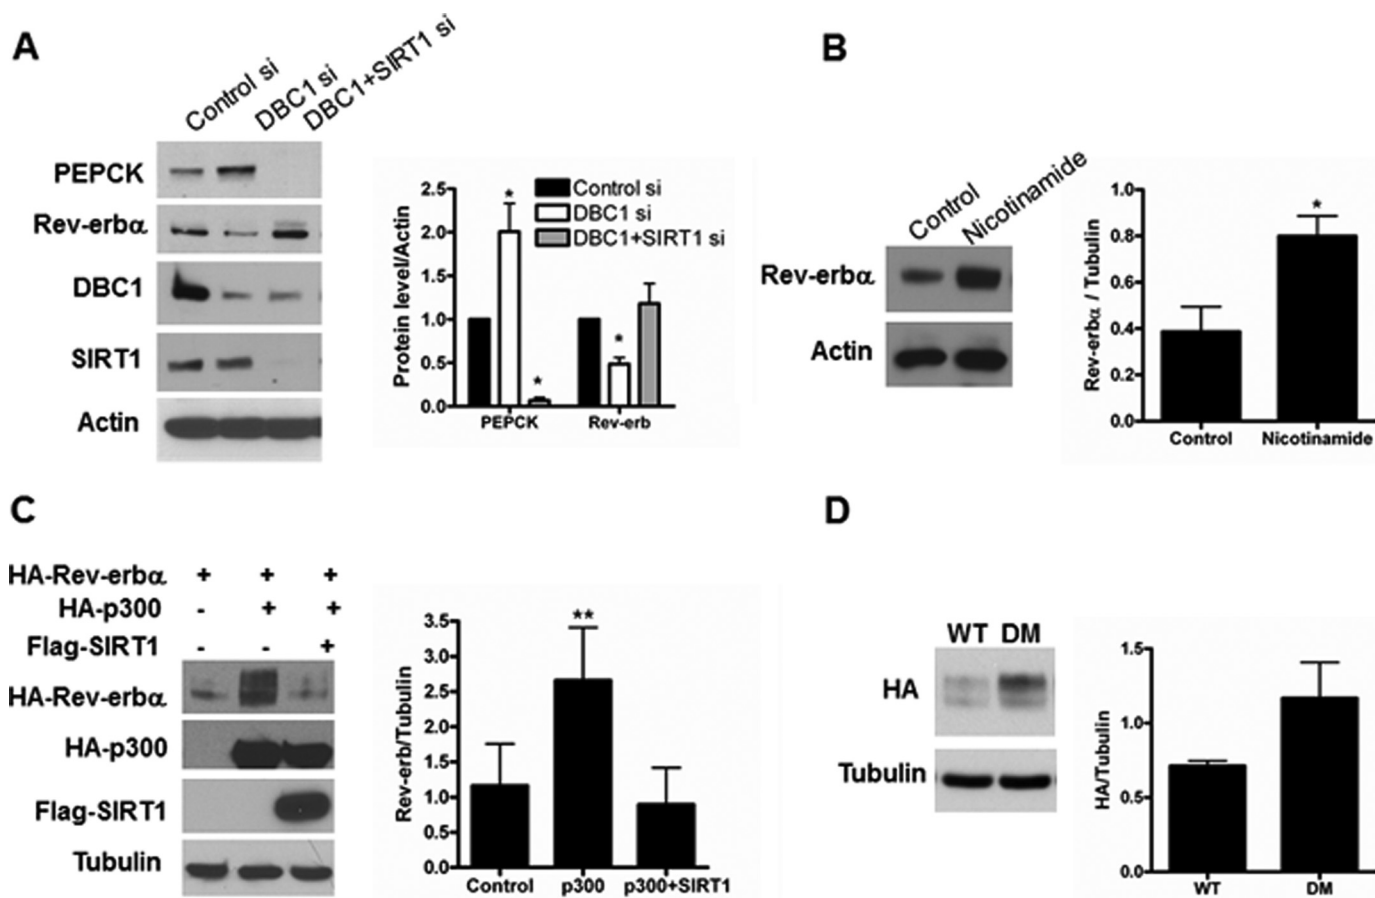 A
Control si
DBC1 si
DBC1+SIRT1 si
PEPCK
Rev-erbα
DBC1
SIRT1
Actin
Protein level/Actin
2.5
2.0
1.5
1.0
0.5
0.0
*
*
*
Control si
DBC1 si
DBC1+SIRT1 si
PEPCK Rev-erb
B
Control
Nicotinamide
Rev-erbα
Actin
Rev-erbα / Tubulin
1.0
0.8
0.6
0.4
0.2
0.0
*
Control Nicotinamide
C
HA-Rev-erbα + + +
HA-p300 - + +
Flag-SIRT1 - - +
HA-Rev-erbα
HA-p300
Flag-SIRT1
Tubulin
Rev-erb/Tubulin
3.5
3.0
2.5
2.0
1.5
1.0
0.5
0.0
**
Control p300 p300+SIRT1
D
WT DM
HA
Tubulin
HA/Tubulin
1.5
1.0
0.5
0.0
WT DM